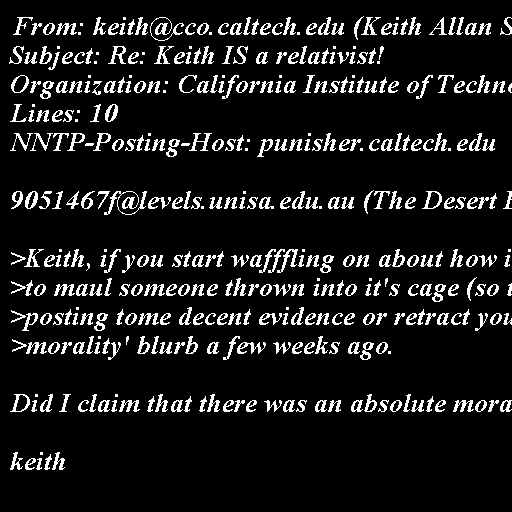 From: keith@cco.caltech.edu (Keith Allan S
Subject: Re: Keith IS a relativist!
Organization: California Institute of Techno
Lines: 10
NNTP-Posting-Host: punisher.caltech.edu
9051467f@levels.unisa.edu.au (The Desert
>Keith, if you start wafffling on about how i
>to maul someone thrown into it's cage (so
>posting tome decent evidence or retract you
>morality' blurb a few weeks ago.
Did I claim that there was an absolute mora
keith